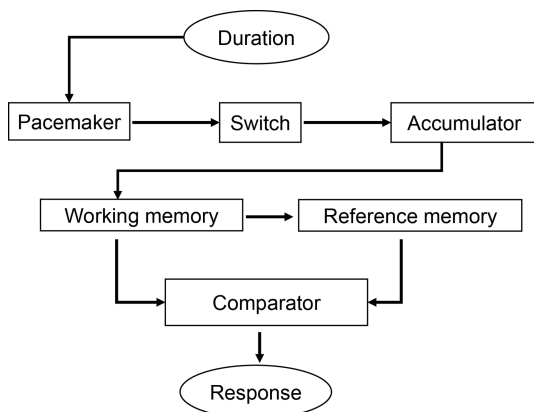 Duration
Pacemaker
Switch
Accumulator
Working memory
Reference memory
Comparator
Response